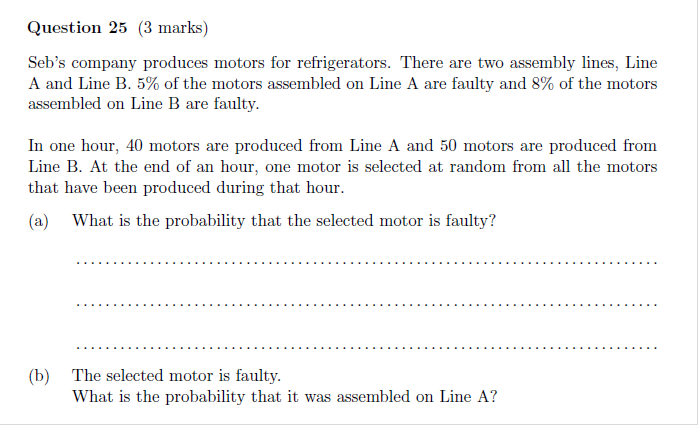 Question 25 (3 marks)
Seb's company produces motors for refrigerators. There are two assembly lines, Line
A and Line B. 5% of the motors assembled on Line A are faulty and 8% of the motors
assembled on Line B are faulty.
In one hour, 40 motors are produced from Line A and 50 motors are produced from
Line B. At the end of an hour, one motor is selected at random from all the motors
that have been produced during that hour.
(a) What is the probability that the selected motor is faulty?
(b) The selected motor is faulty.
What is the probability that it was assembled on Line A?